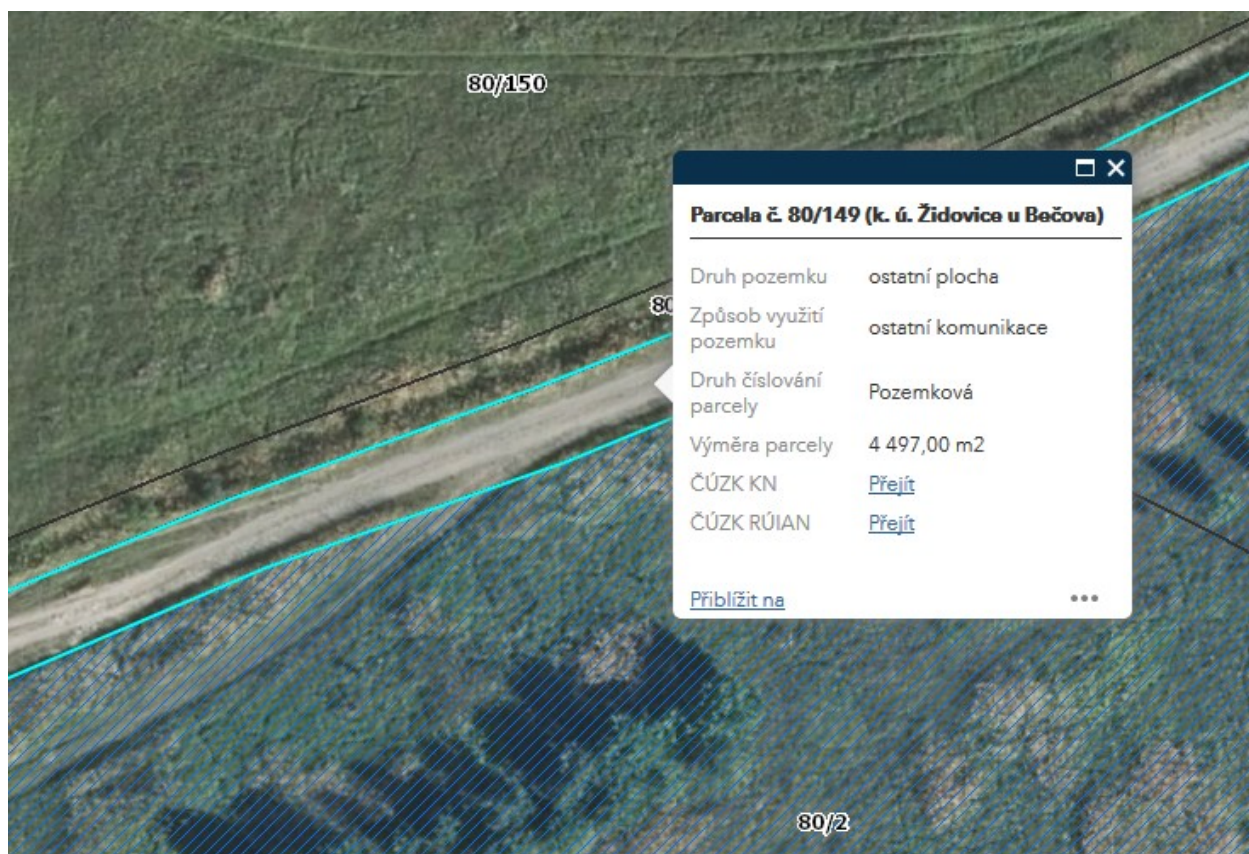 80/150
Parcela č. 80/149 (k. ú. Židovice u Bečova)
80
Druh pozemku ostatní plocha
Způsob využití
pozemku ostatní komunikace
Druh číslování
parcely Pozemková
Výměra parcely 4 497,00 m2
ČÚZK KN Přejít
ČÚZK RÚIAN Přejít
Přiblížit na
80/2